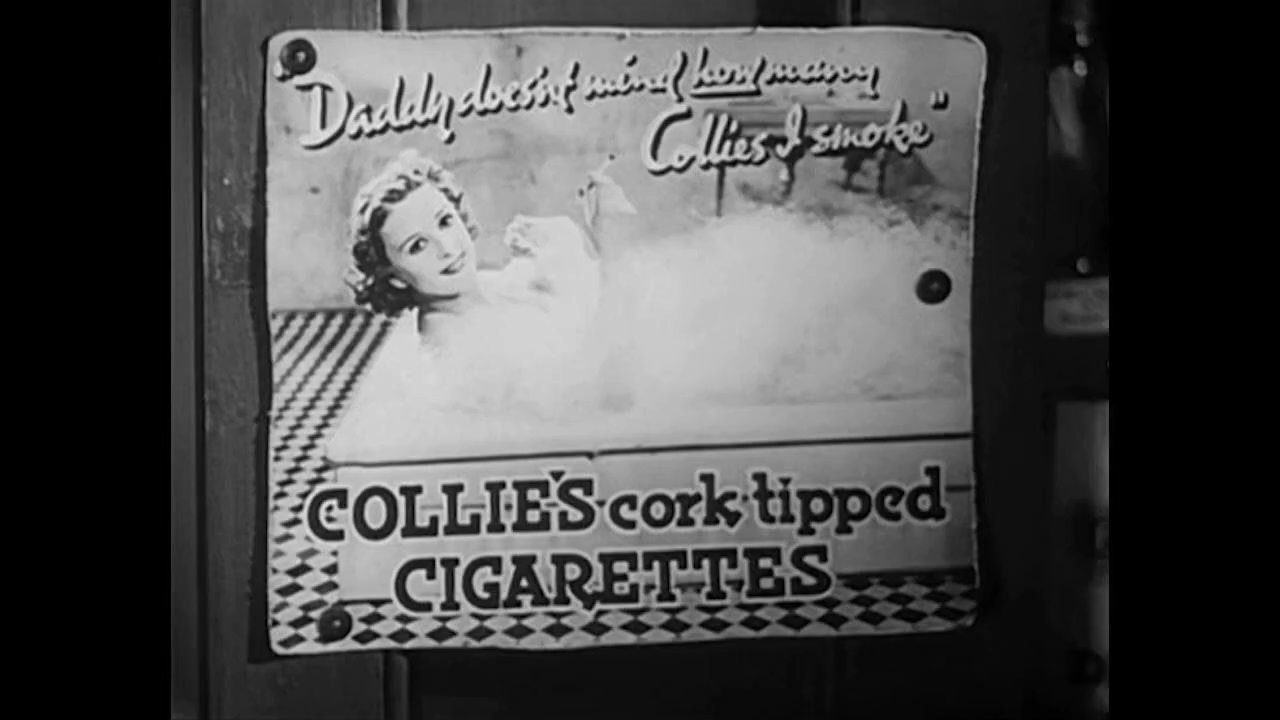 "Daddy doesn't mind how many
Collies I smoke"
COLLIE'S cork tipped
CIGARETTES